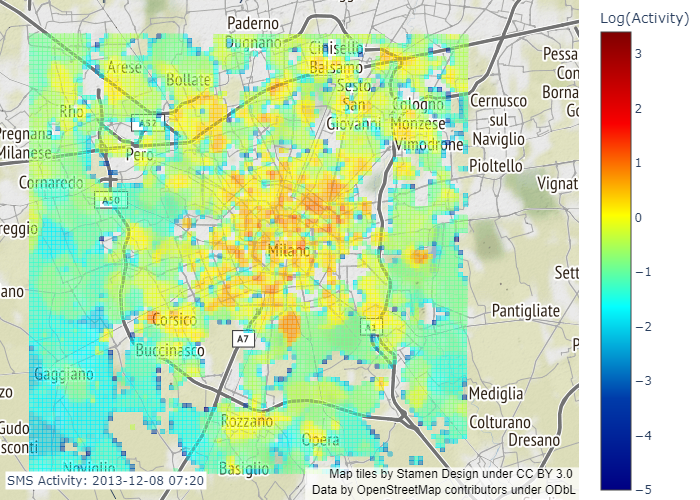 Paderno
Dugnano
Log(Activity)
Cinisello
Balsamo
Arese
Bollate
Sesto
San
Giovanni
Rho
A52
Cologno
Monzese
Vimodrone
Cernusco
sul
Naviglio
Pessa
Con
Borna
Go
Pregnana
Milanese
Pero
Pioltello
Cornaredo
Vignat
A50
reggio
Milano
Sett
ano
Pantigliate
Corsico
A1
A7
Buccinasco
P
Gaggiano
zo
Mediglia
Rozzano
Colturano
Gudo
sconti
Opera
Dresano
Noviglio
Basiglio
SMS Activity: 2013-12-08 07:20
Map tiles by Stamen Design under CC BY 3.0
Data by OpenStreetMap contributors under ODbL
3
2
1
0
−1
−2
−3
−4
−5